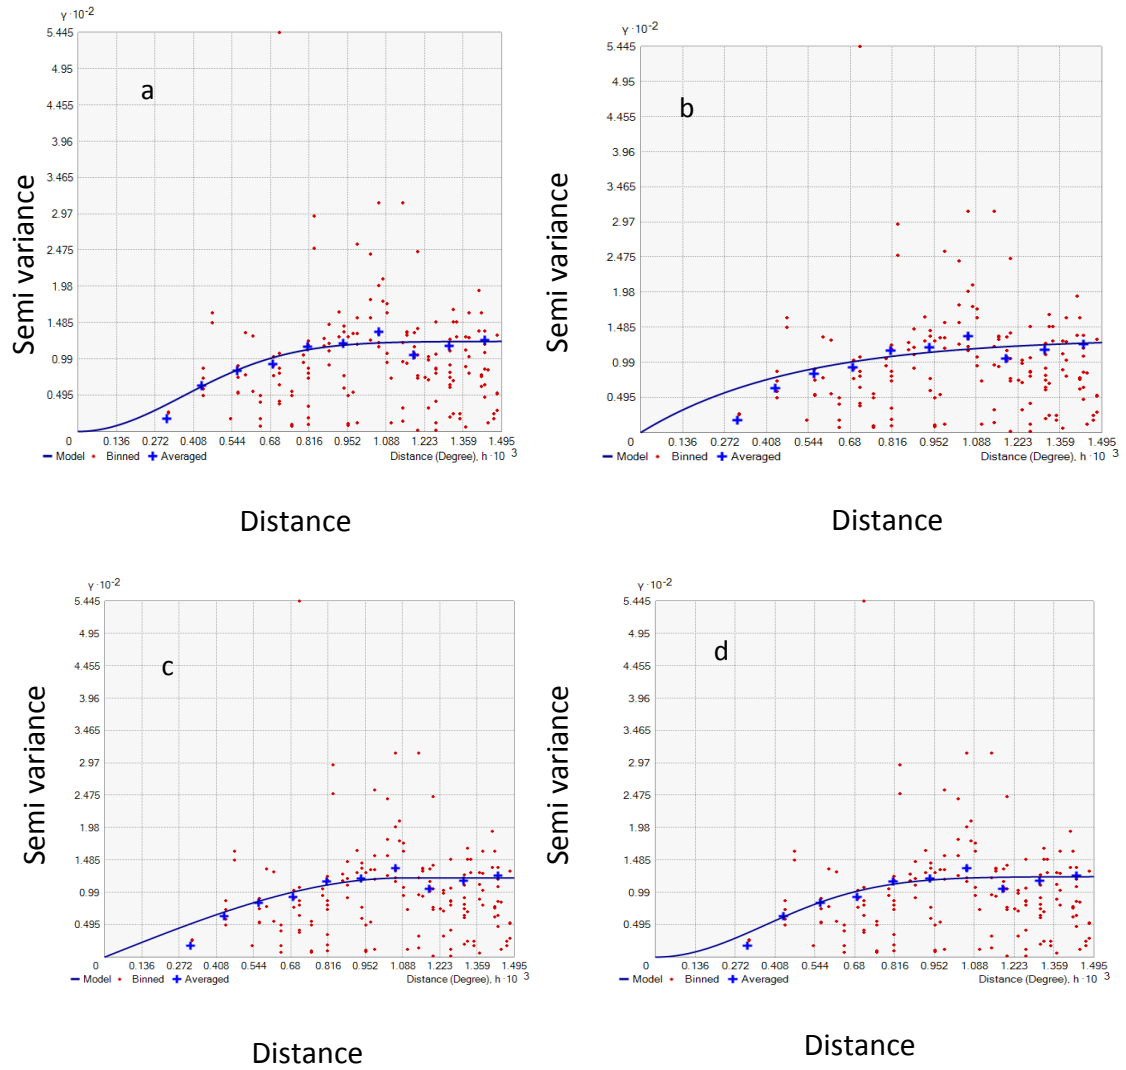 γ · 10⁻²
5.445
4.95
4.455
3.96
3.465
2.97
2.475
1.98
1.485
0.99
0.495
a
Semi variance
0 0.136 0.272 0.408 0.544 0.68 0.816 0.952 1.088 1.223 1.359 1.495
Model Binned Averaged Distance (Degree), h · 10 ³
Distance
γ · 10⁻²
5.445
4.95
4.455
3.96
3.465
2.97
2.475
1.98
1.485
0.99
0.495
b
Semi variance
0 0.136 0.272 0.408 0.544 0.68 0.816 0.952 1.088 1.223 1.359 1.495
Model Binned Averaged Distance (Degree), h · 10 ³
Distance
γ · 10⁻²
5.445
4.95
4.455
3.96
3.465
2.97
2.475
1.98
1.485
0.99
0.495
c
Semi variance
0 0.136 0.272 0.408 0.544 0.68 0.816 0.952 1.088 1.223 1.359 1.495
Model Binned Averaged Distance (Degree), h · 10 ³
Distance
γ · 10⁻²
5.445
4.95
4.455
3.96
3.465
2.97
2.475
1.98
1.485
0.99
0.495
d
Semi variance
0 0.136 0.272 0.408 0.544 0.68 0.816 0.952 1.088 1.223 1.359 1.495
Model Binned Averaged Distance (Degree), h · 10 ³
Distance